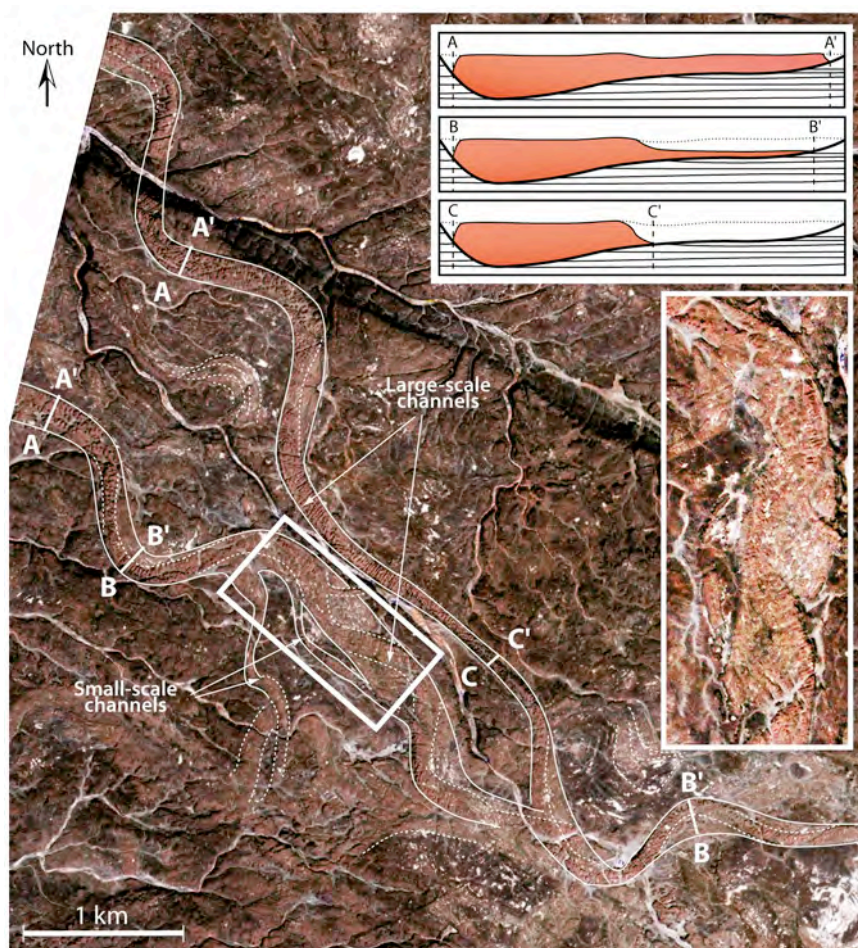 North
A
A'
B
B'
C
C'
A'
A
A'
A
Large-scale
channels
B'
B
C'
C
Small-scale
channels
B'
B
1 km